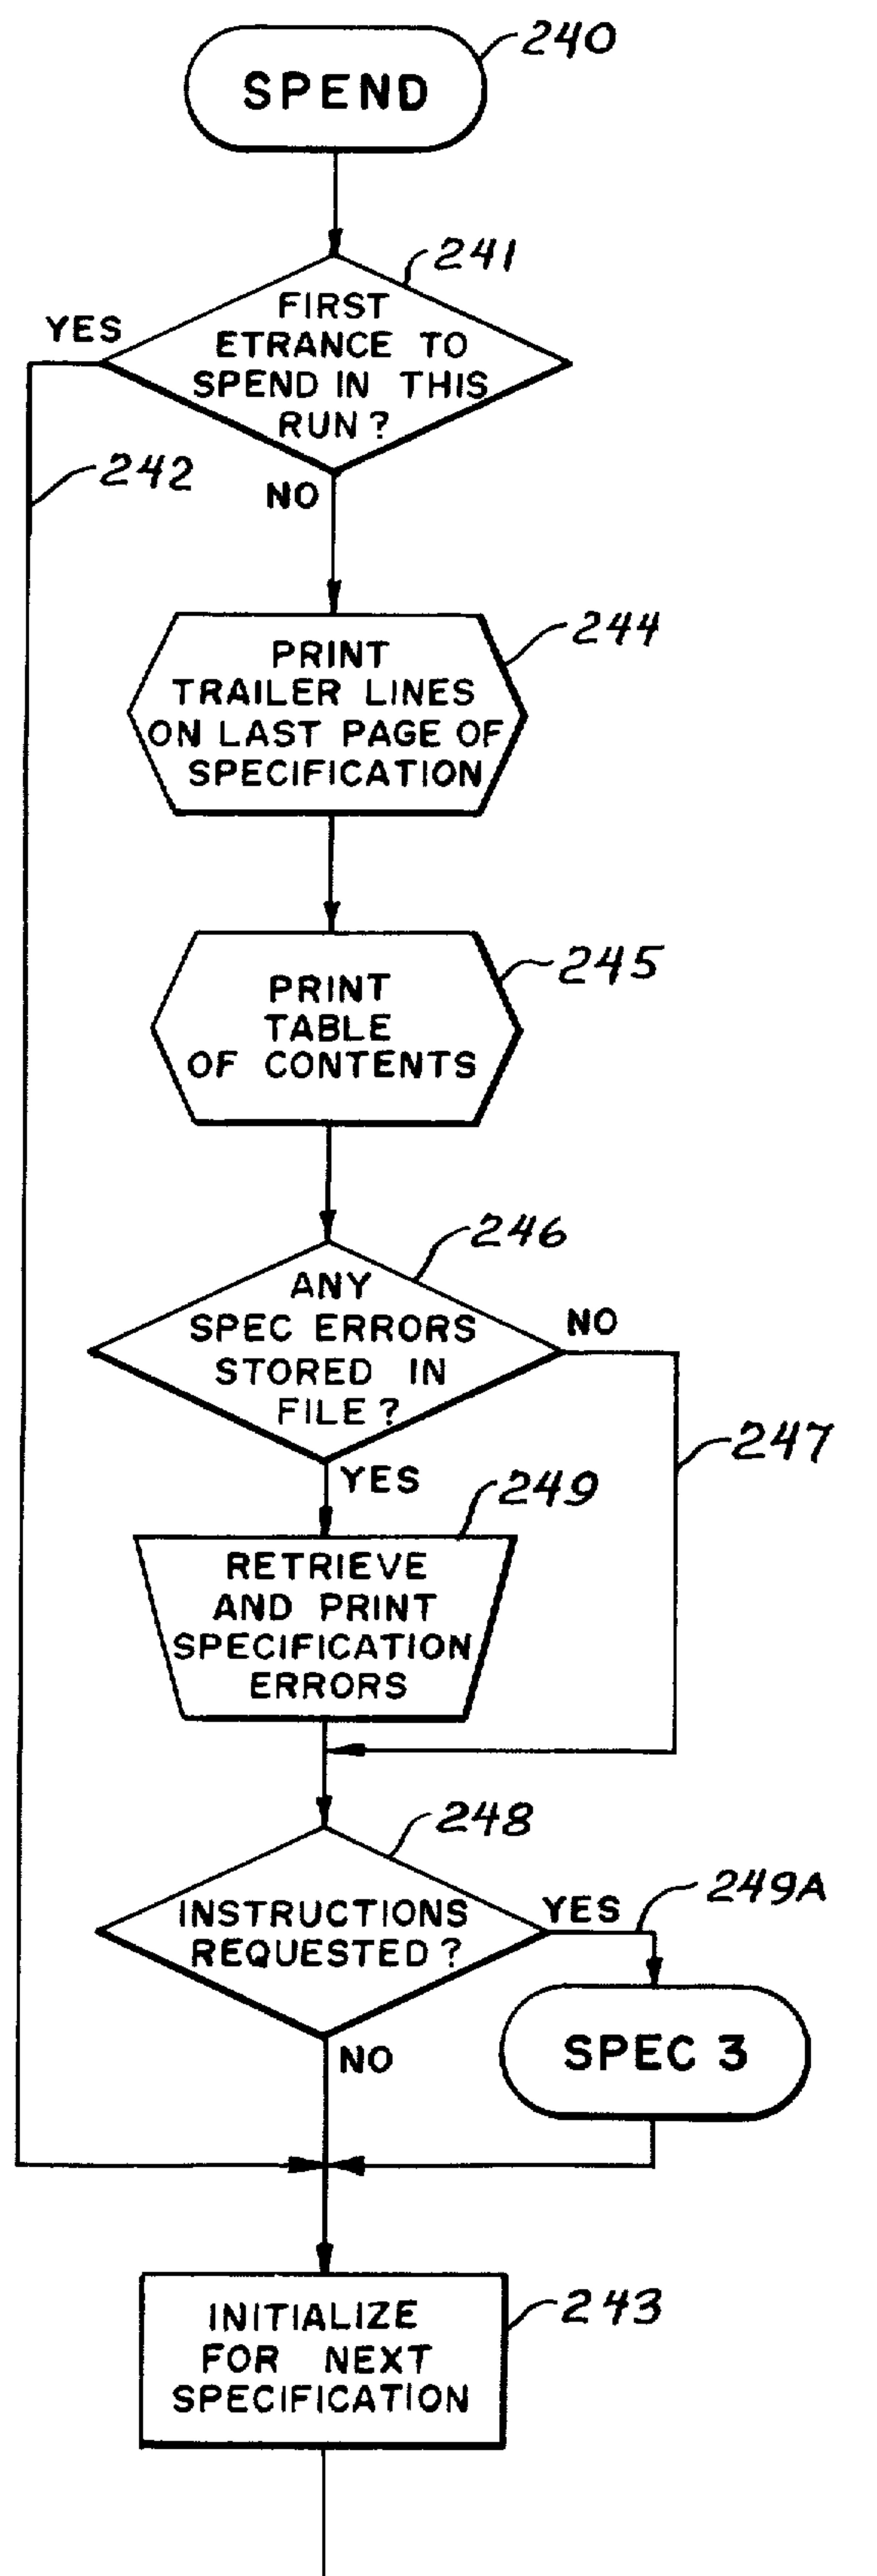 240
SPEND
241
FIRST
ETRANCE TO
SPEND IN THIS
RUN?
YES
242
NO
244
PRINT
TRAILER LINES
ON LAST PAGE OF
SPECIFICATION
245
PRINT
TABLE
OF CONTENTS
246
ANY
SPEC ERRORS
STORED IN
FILE?
NO
247
YES
249
RETRIEVE
AND PRINT
SPECIFICATION
ERRORS
248
INSTRUCTIONS
REQUESTED?
YES
249A
SPEC 3
NO
243
INITIALIZE
FOR NEXT
SPECIFICATION